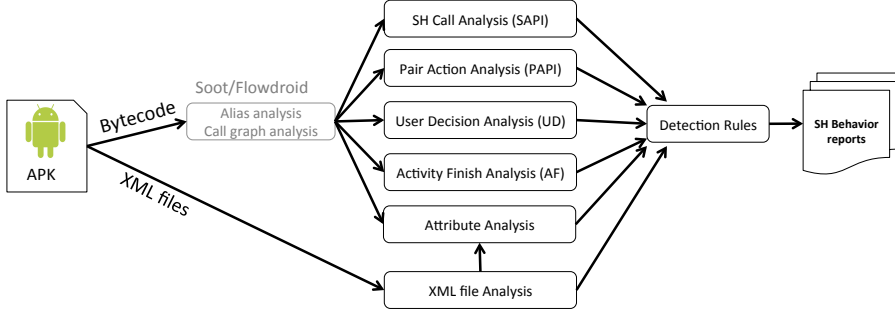 SH Call Analysis (SAPI)
Pair Action Analysis (PAPI)
Soot/Flowdroid
Bytecode
Alias analysis
Call graph analysis
User Decision Analysis (UD)
Detection Rules
SH Behavior
reports
APK
XML files
Activity Finish Analysis (AF)
Attribute Analysis
XML file Analysis